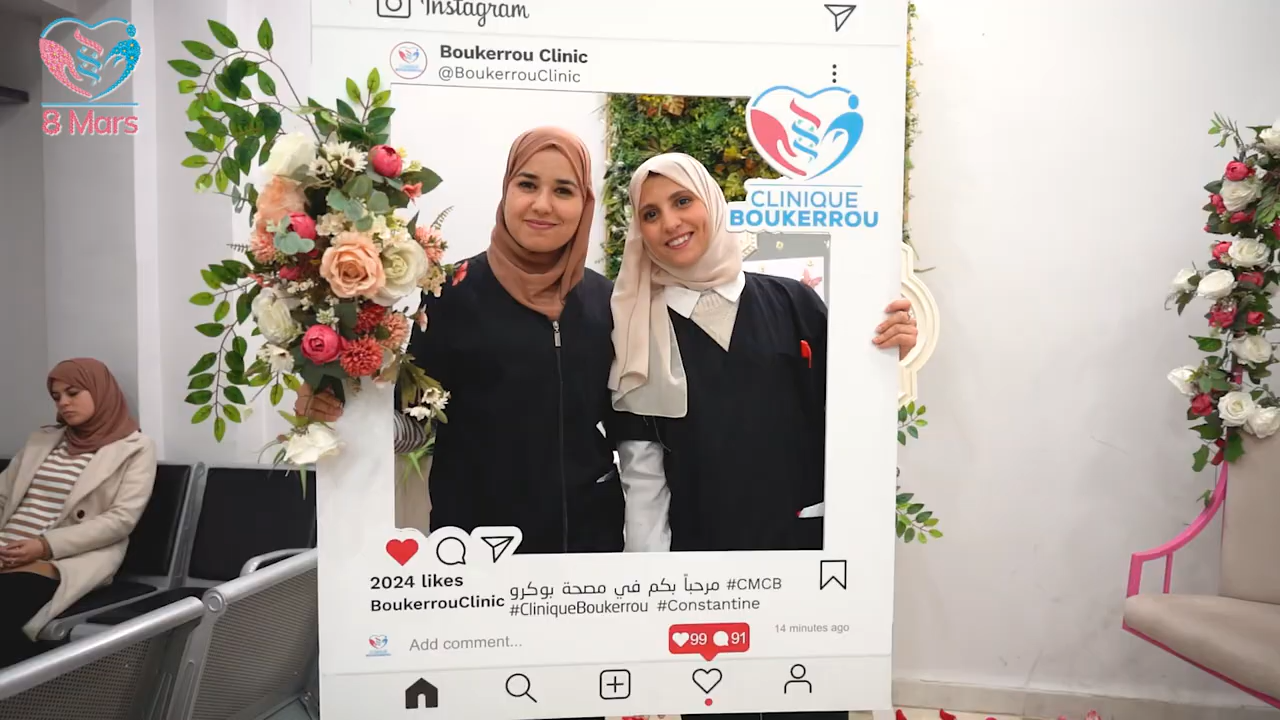 8 Mars
Instagram
Boukerrou Clinic
@BoukerrouClinic
CLINIQUE
BOUKERROU
2024 likes
BoukerrouClinic مرحباً بكم في مصحة بوكرو #CMCB
#CliniqueBoukerrou #Constantine
Add comment...
99 91
14 minutes ago